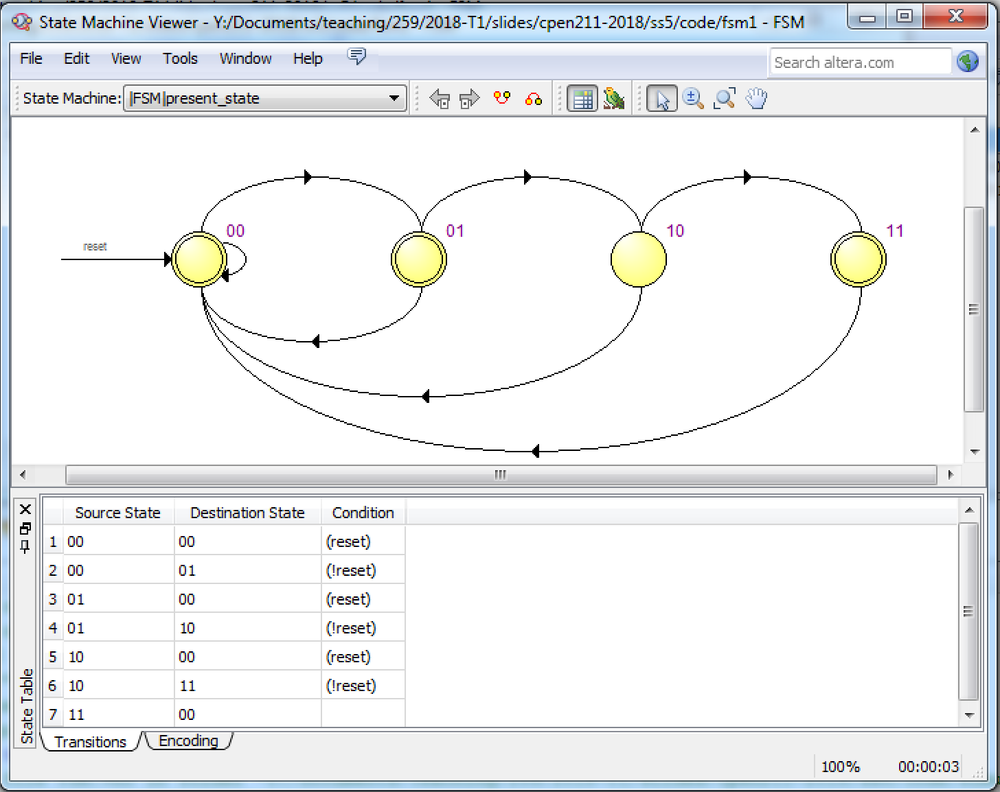 State Machine Viewer - Y:/Documents/teaching/259/2018-T1/slides/cpen211-2018/ss5/code/fsm1 - FSM
File Edit View Tools Window Help Search altera.com
State Machine: |FSM|present_state
reset
00 01 10 11
Source State Destination State Condition
1 00 00 (reset)
2 00 01 (!reset)
3 01 00 (reset)
4 01 10 (!reset)
5 10 00 (reset)
6 10 11 (!reset)
7 11 00
State Table
Transitions Encoding
100% 00:00:03